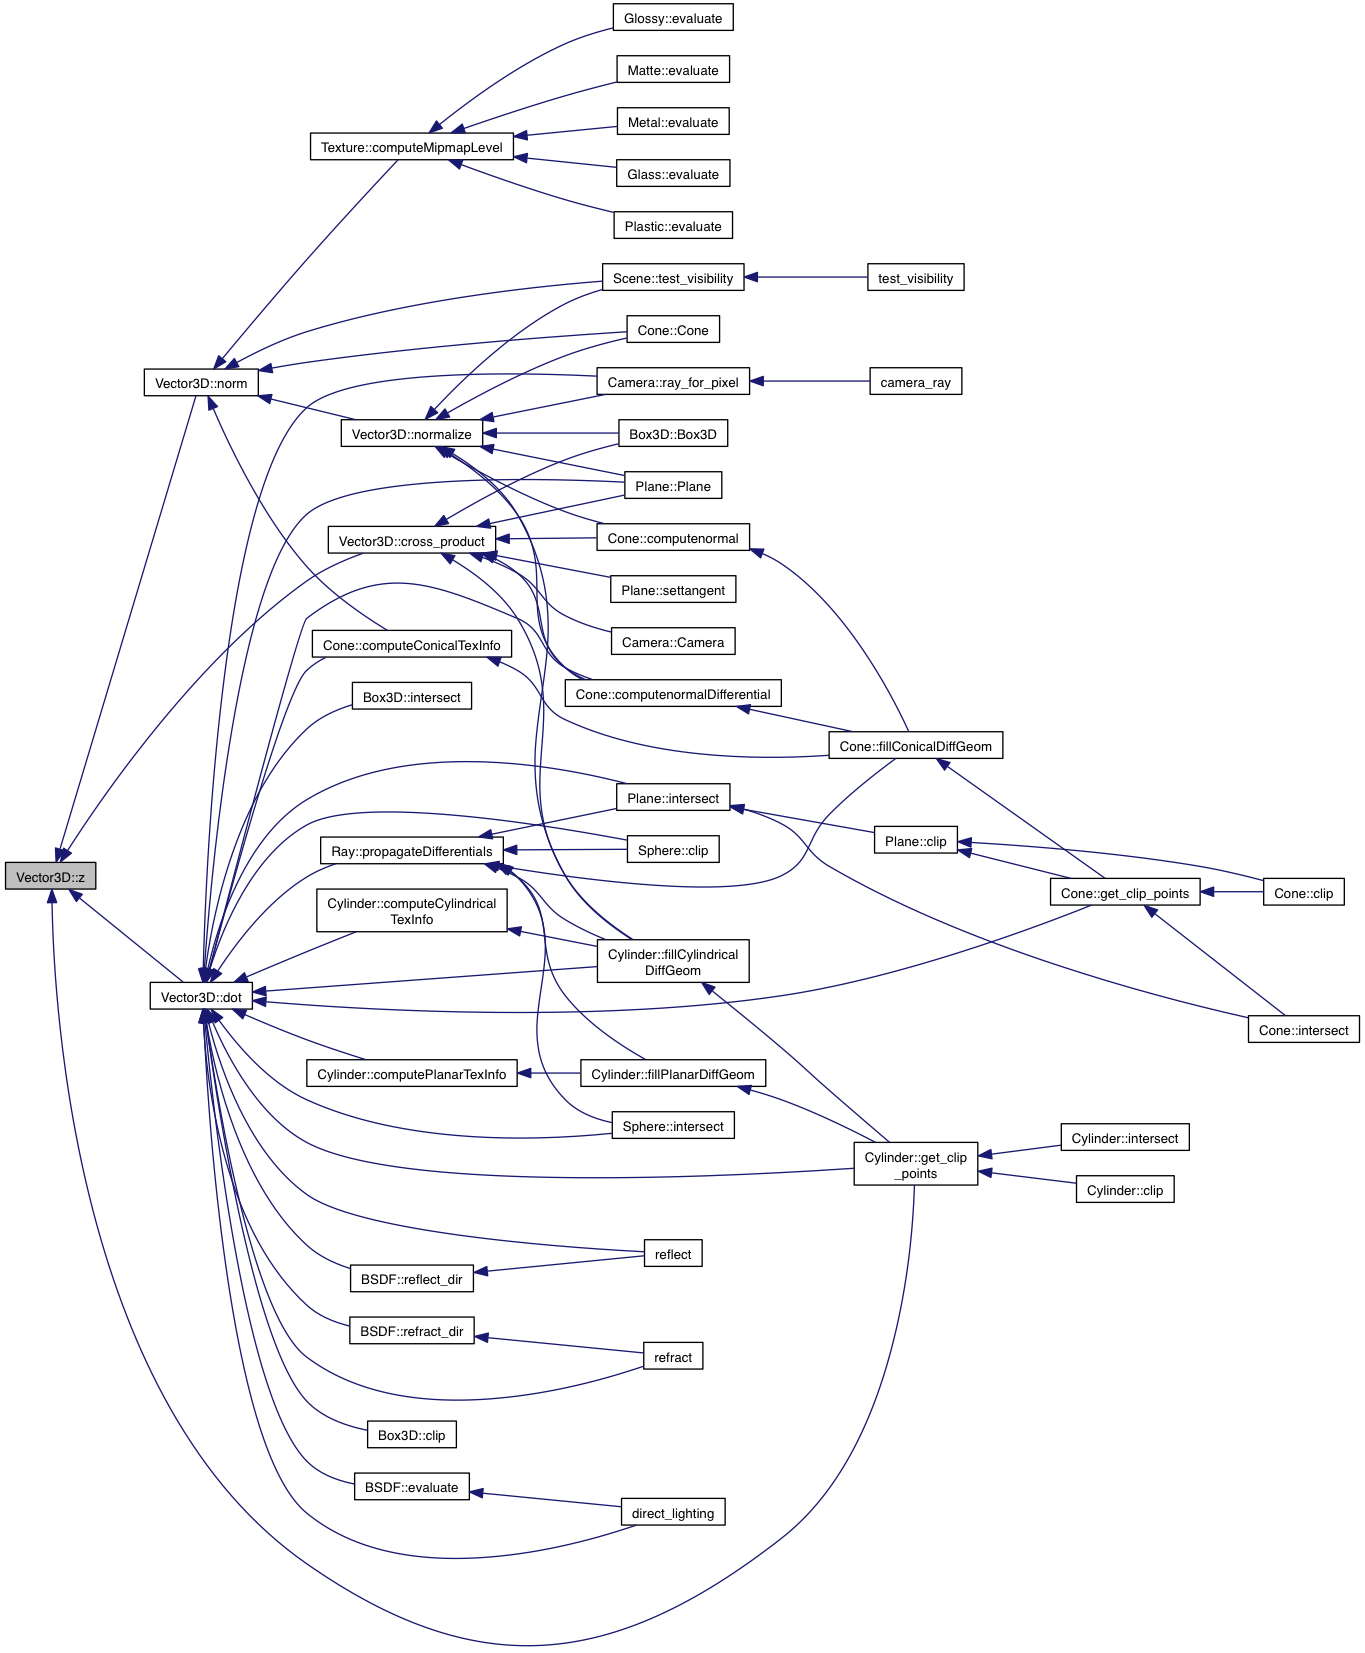 Glossy::evaluate
Matte::evaluate
Metal::evaluate
Texture::computeMipmapLevel
Glass::evaluate
Plastic::evaluate
Scene::test_visibility
test_visibility
Cone::Cone
Vector3D::norm
Camera::ray_for_pixel
camera_ray
Vector3D::normalize
Box3D::Box3D
Plane::Plane
Vector3D::cross_product
Cone::computenormal
Plane::settangent
Camera::Camera
Cone::computeConicalTexInfo
Box3D::intersect
Cone::computenormalDifferential
Cone::fillConicalDiffGeom
Plane::intersect
Plane::clip
Ray::propagateDifferentials
Sphere::clip
Vector3D::z
Cone::get_clip_points
Cone::clip
Cylinder::computeCylindrical
TexInfo
Cylinder::fillCylindrical
DiffGeom
Vector3D::dot
Cone::intersect
Cylinder::computePlanarTexInfo
Cylinder::fillPlanarDiffGeom
Sphere::intersect
Cylinder::get_clip
_points
Cylinder::intersect
Cylinder::clip
reflect
BSDF::reflect_dir
BSDF::refract_dir
refract
Box3D::clip
BSDF::evaluate
direct_lighting